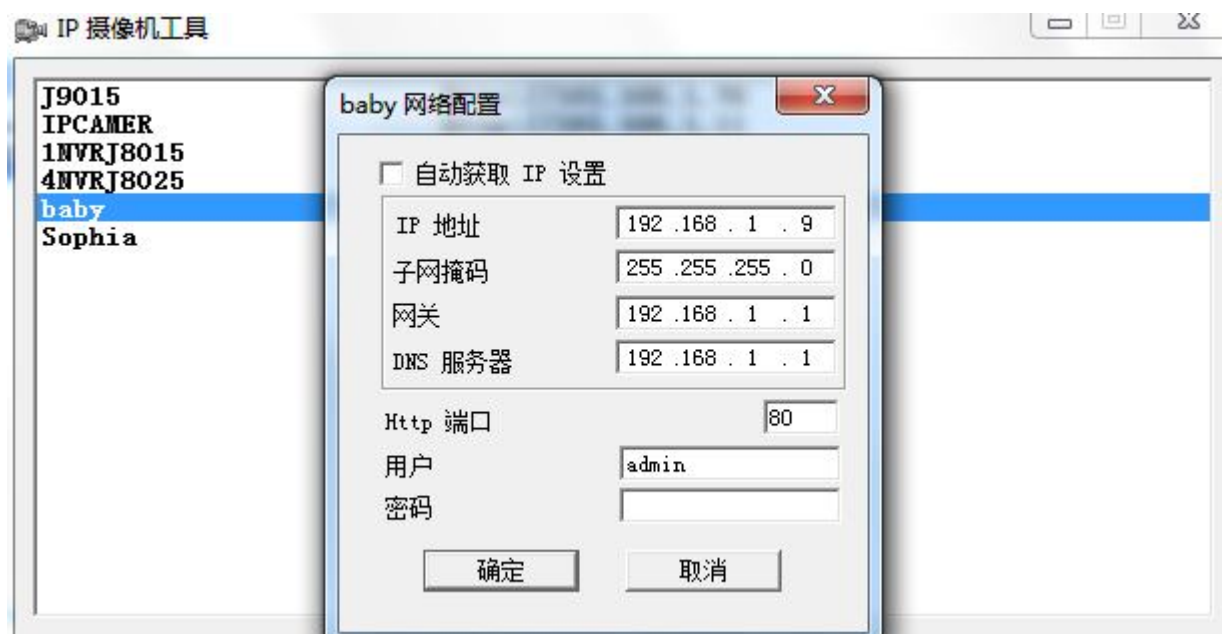 IP 摄像机工具
J9015
IPCAMER
1NVRJ8015
4NVRJ8025
baby
Sophia
baby 网络配置
自动获取 IP 设置
IP 地址 192 .168 . 1 . 9
子网掩码 255 .255 .255 . 0
网关 192 .168 . 1 . 1
DNS 服务器 192 .168 . 1 . 1
Http 端口 80
用户 admin
密码
确定 取消